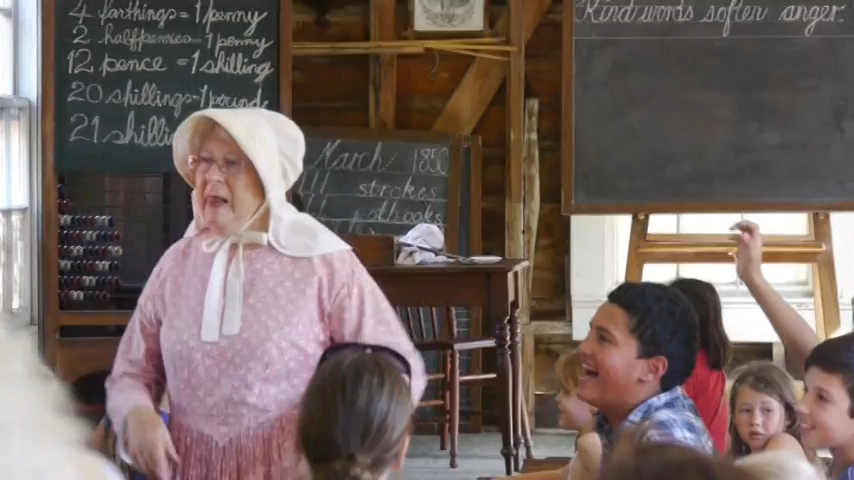 4 farthings = 1 penny
2 halfpennies = 1 penny
12 pence = 1 shilling
20 shillings = 1 pound
21 shilli
March 1850
strokes
pothooks
Kind words soften anger.